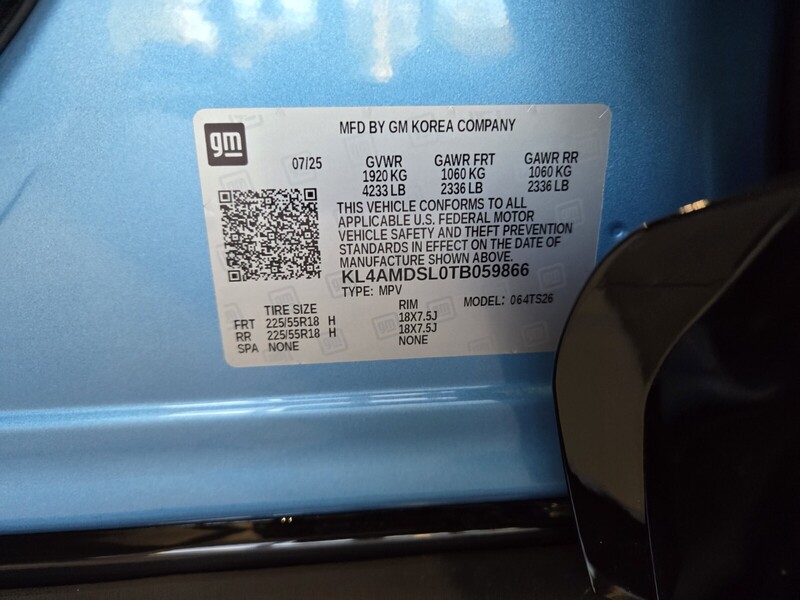 gm
MFD BY GM KOREA COMPANY
07/25 GVWR GAWR FRT GAWR RR
1920 KG 1060 KG 1060 KG
4233 LB 2336 LB 2336 LB
THIS VEHICLE CONFORMS TO ALL
APPLICABLE U.S. FEDERAL MOTOR
VEHICLE SAFETY AND THEFT PREVENTION
STANDARDS IN EFFECT ON THE DATE OF
MANUFACTURE SHOWN ABOVE.
KL4AMDSL0TB059866
TYPE: MPV MODEL: 064TS26
TIRE SIZE RIM
FRT 225/55R18 H 18X7.5J
RR 225/55R18 H 18X7.5J
SPA NONE NONE